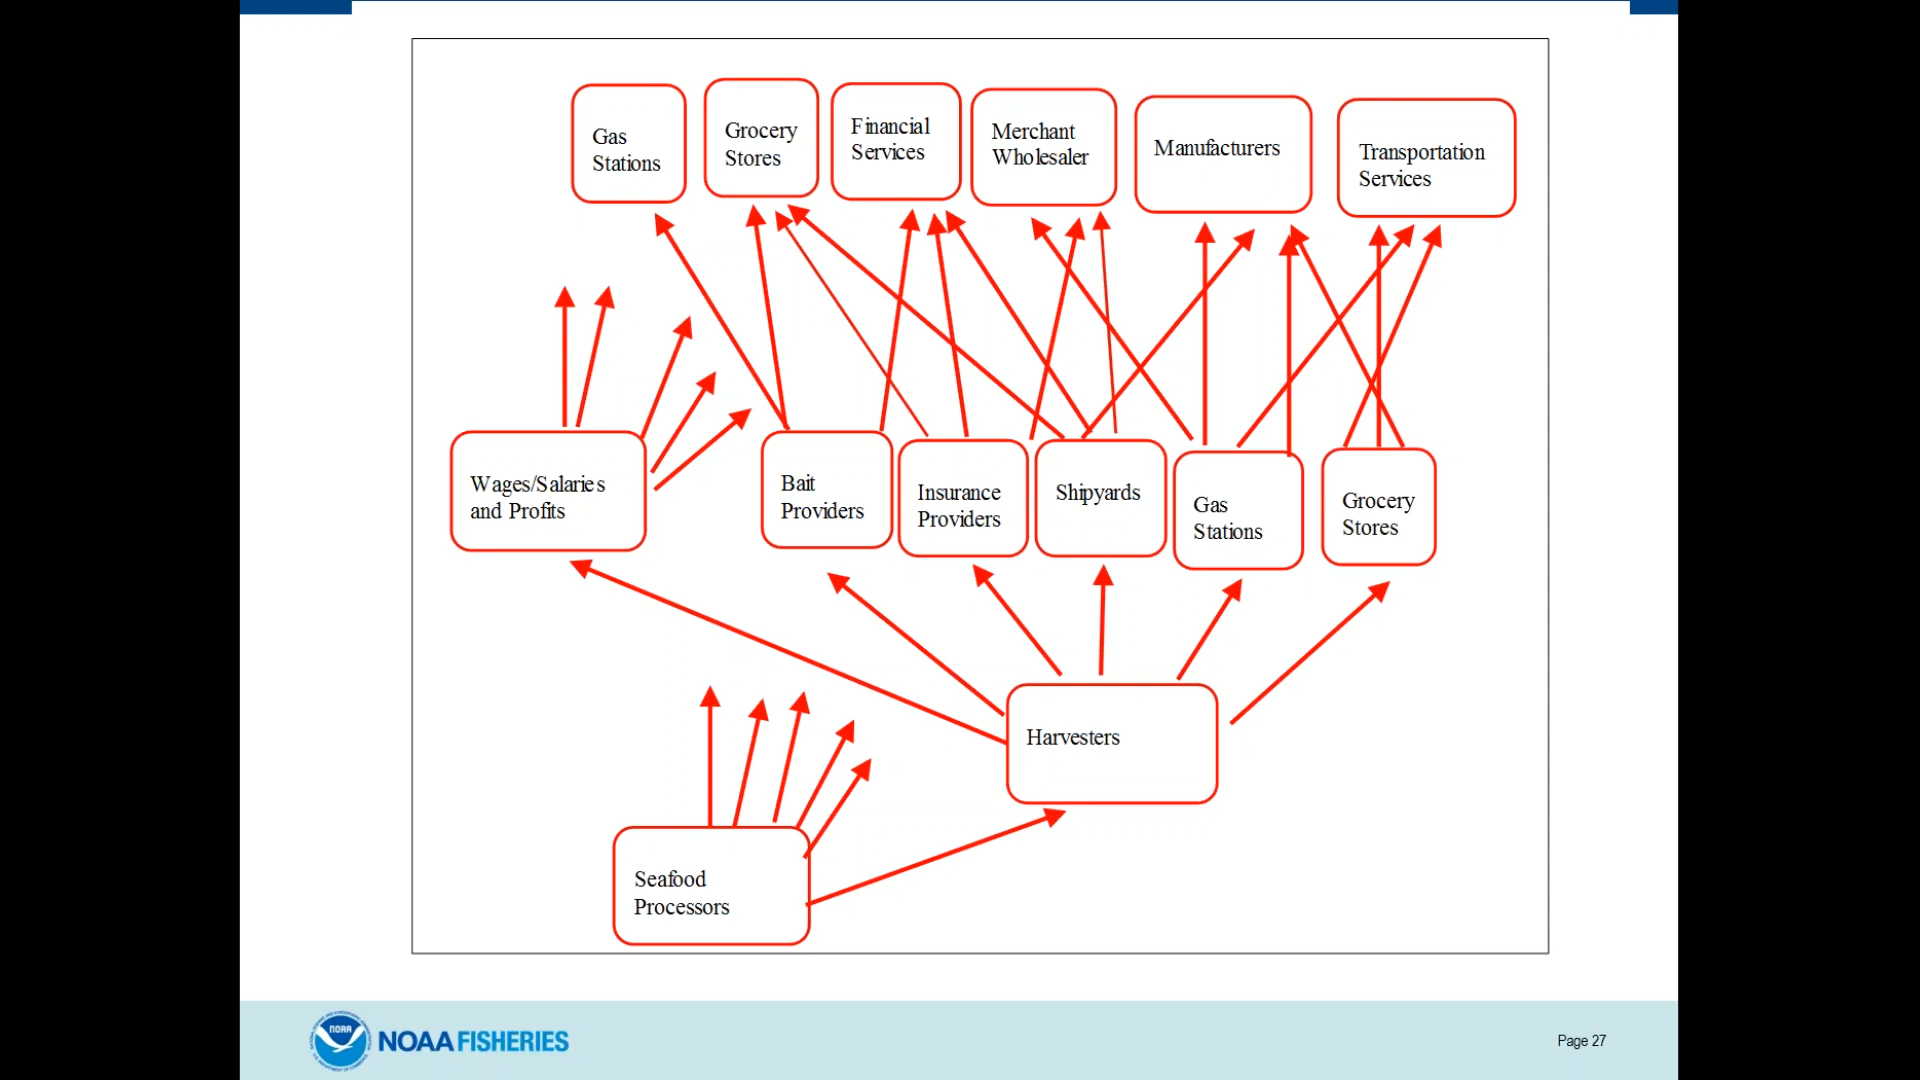 Gas
Stations
Grocery
Stores
Financial
Services
Merchant
Wholesaler
Manufacturers
Transportation
Services
Wages/Salaries
and Profits
Bait
Providers
Insurance
Providers
Shipyards
Gas
Stations
Grocery
Stores
Harvesters
Seafood
Processors
NOAA
NOAA FISHERIES
Page 27